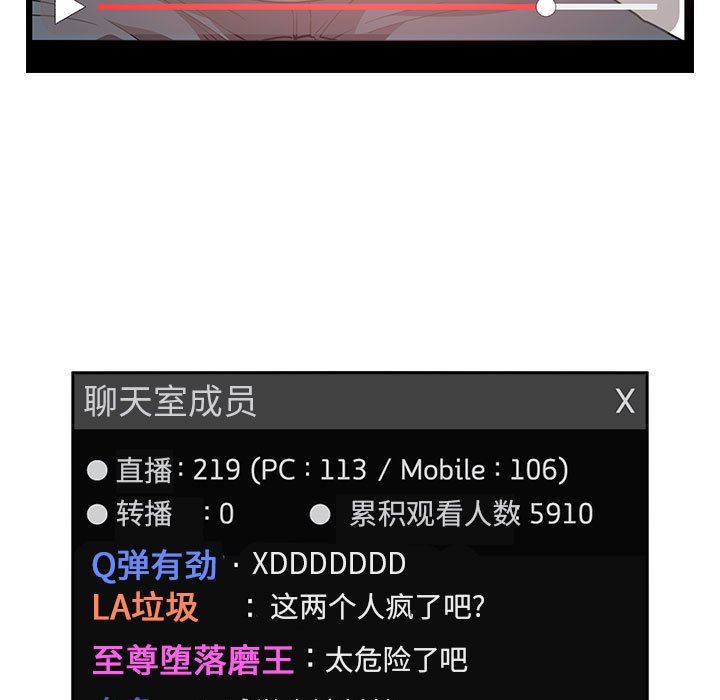 聊天室成员 X
直播: 219 (PC : 113 / Mobile : 106)
转播 : 0 累积观看人数 5910
Q弹有劲 · XDDDDDDD
LA垃圾 : 这两个人疯了吧?
至尊堕落磨王 : 太危险了吧